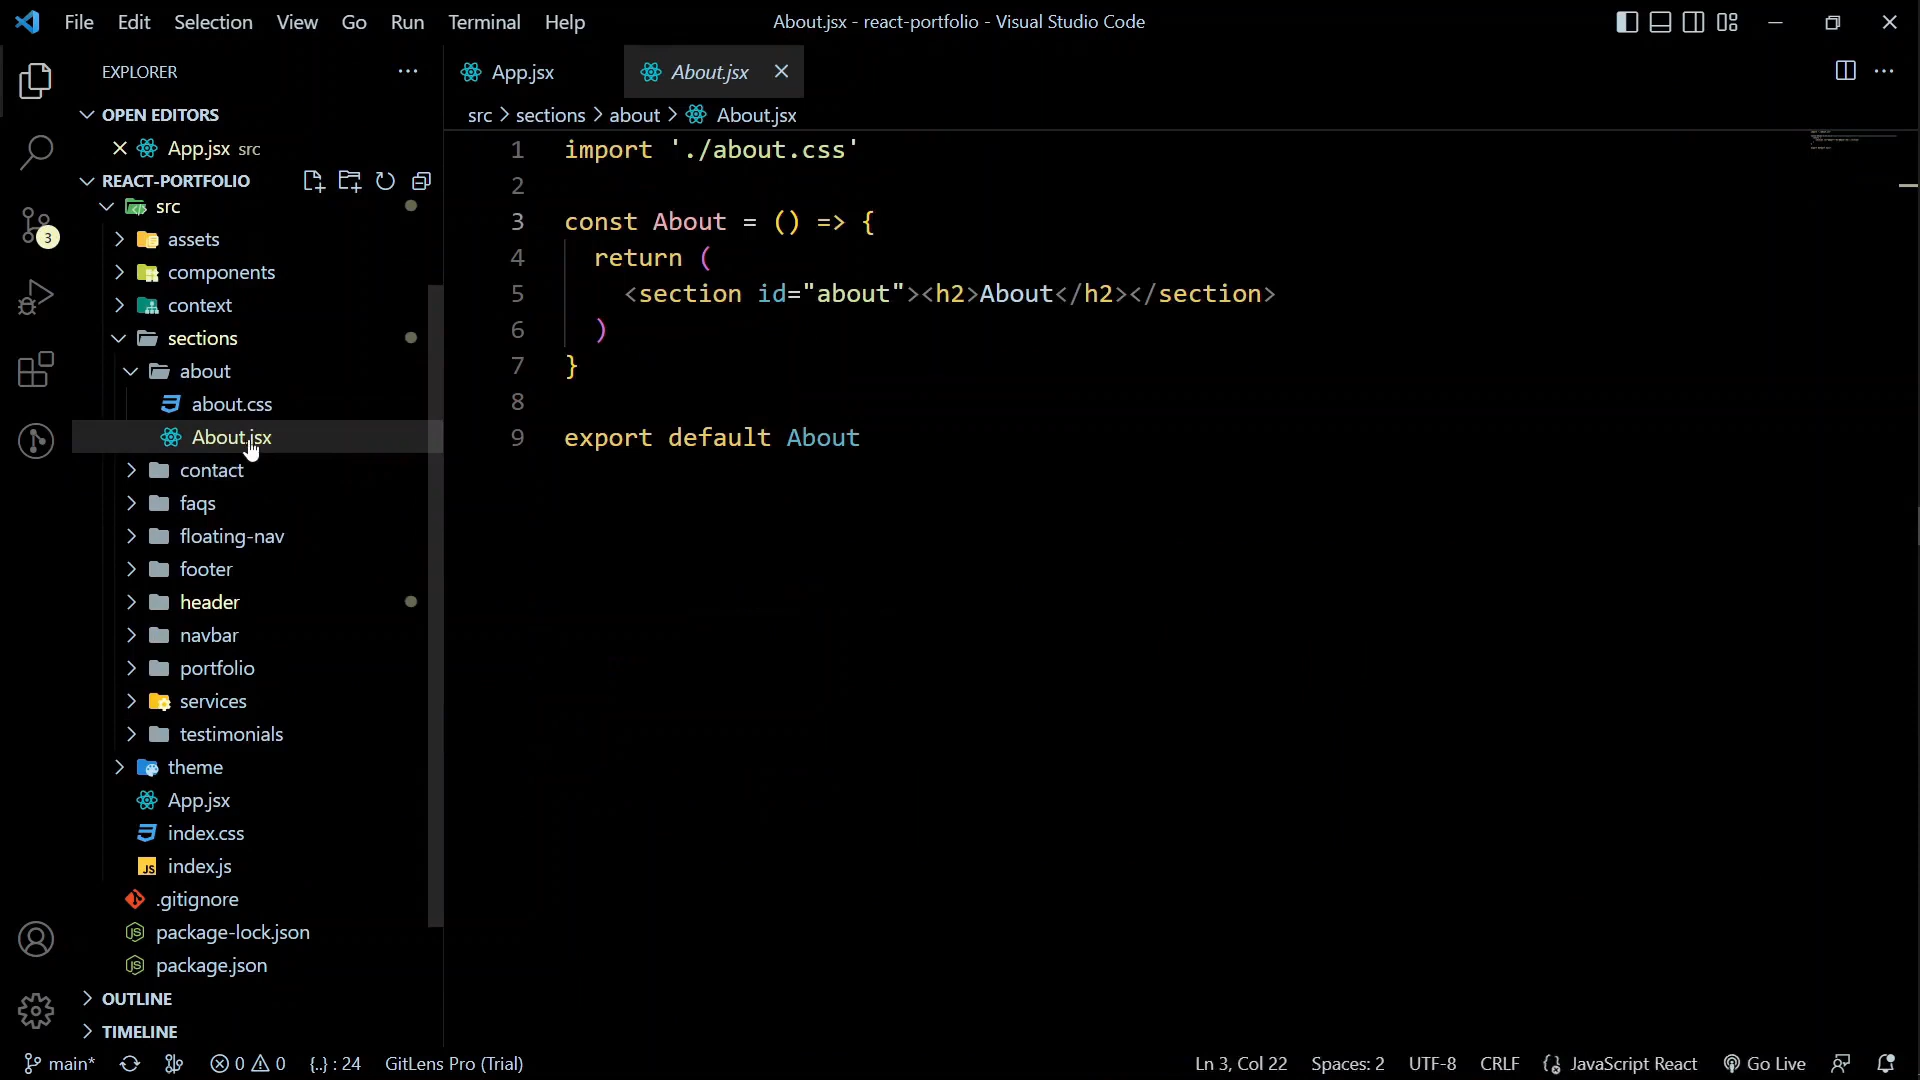 File Edit Selection View Go Run Terminal Help
About.jsx - react-portfolio - Visual Studio Code
EXPLORER
OPEN EDITORS
App.jsx src
REACT-PORTFOLIO
src
assets
components
context
sections
about
about.css
About.jsx
contact
faqs
floating-nav
footer
header
navbar
portfolio
services
testimonials
theme
App.jsx
index.css
JS index.js
.gitignore
package-lock.json
package.json
OUTLINE
TIMELINE
3
App.jsx About.jsx
src > sections > about > About.jsx
1 import './about.css'
2
3 const About = () => {
4 return (
5 <section id="about"><h2>About</h2></section>
6 )
7 }
8
9 export default About
main* 0 0 {..} : 24 GitLens Pro (Trial) Ln 3, Col 22 Spaces: 2 UTF-8 CRLF JavaScript React Go Live